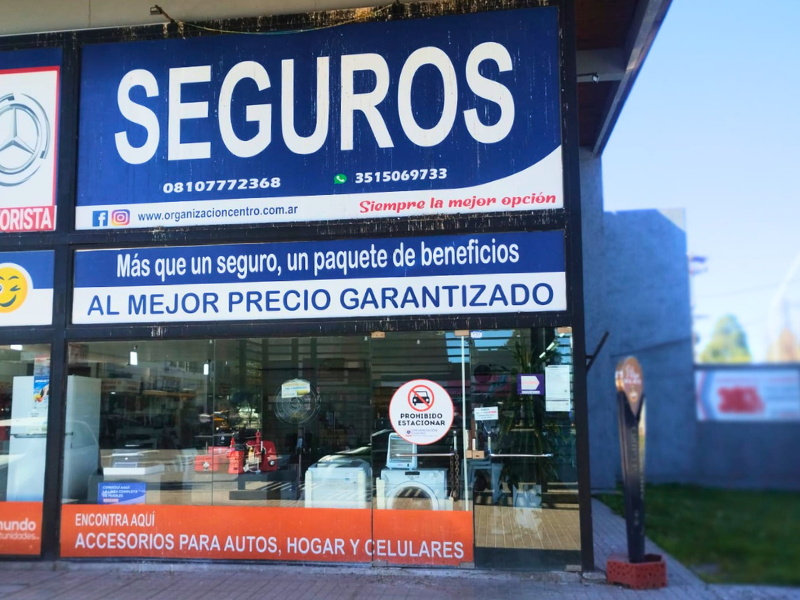 SEGUROS
08107772368
3515069733
www.organizacioncentro.com.ar
Siempre la mejor opción
ORISTA
Más que un seguro, un paquete de beneficios
AL MEJOR PRECIO GARANTIZADO
PROHIBIDO
ESTACIONAR
ENCONTRA AQUÍ
ACCESORIOS PARA AUTOS, HOGAR Y CELULARES
mundo